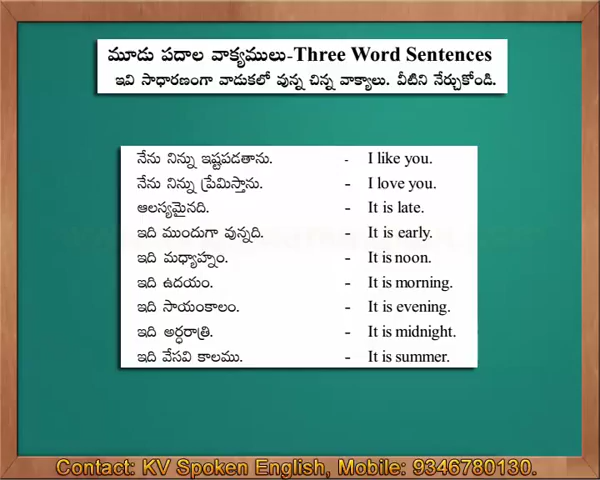 మూడు పదాల వాక్యములు-Three Word Sentences
ఇవి సాధారణంగా వాడుకలో వున్న చిన్న వాక్యాలు. వీటిని నేర్చుకోండి.
నేను నిన్ను ఇష్టపడతాను. - I like you.
నేను నిన్ను ప్రేమిస్తాను. - I love you.
ఆలస్యమైనది. - It is late.
ఇది ముందుగా వున్నది. - It is early.
ఇది మధ్యాహ్నం. - It is noon.
ఇది ఉదయం. - It is morning.
ఇది సాయంకాలం. - It is evening.
ఇది అర్ధరాత్రి. - It is midnight.
ఇది వేసవి కాలము. - It is summer.
Contact: KV Spoken English, Mobile: 9346780130.